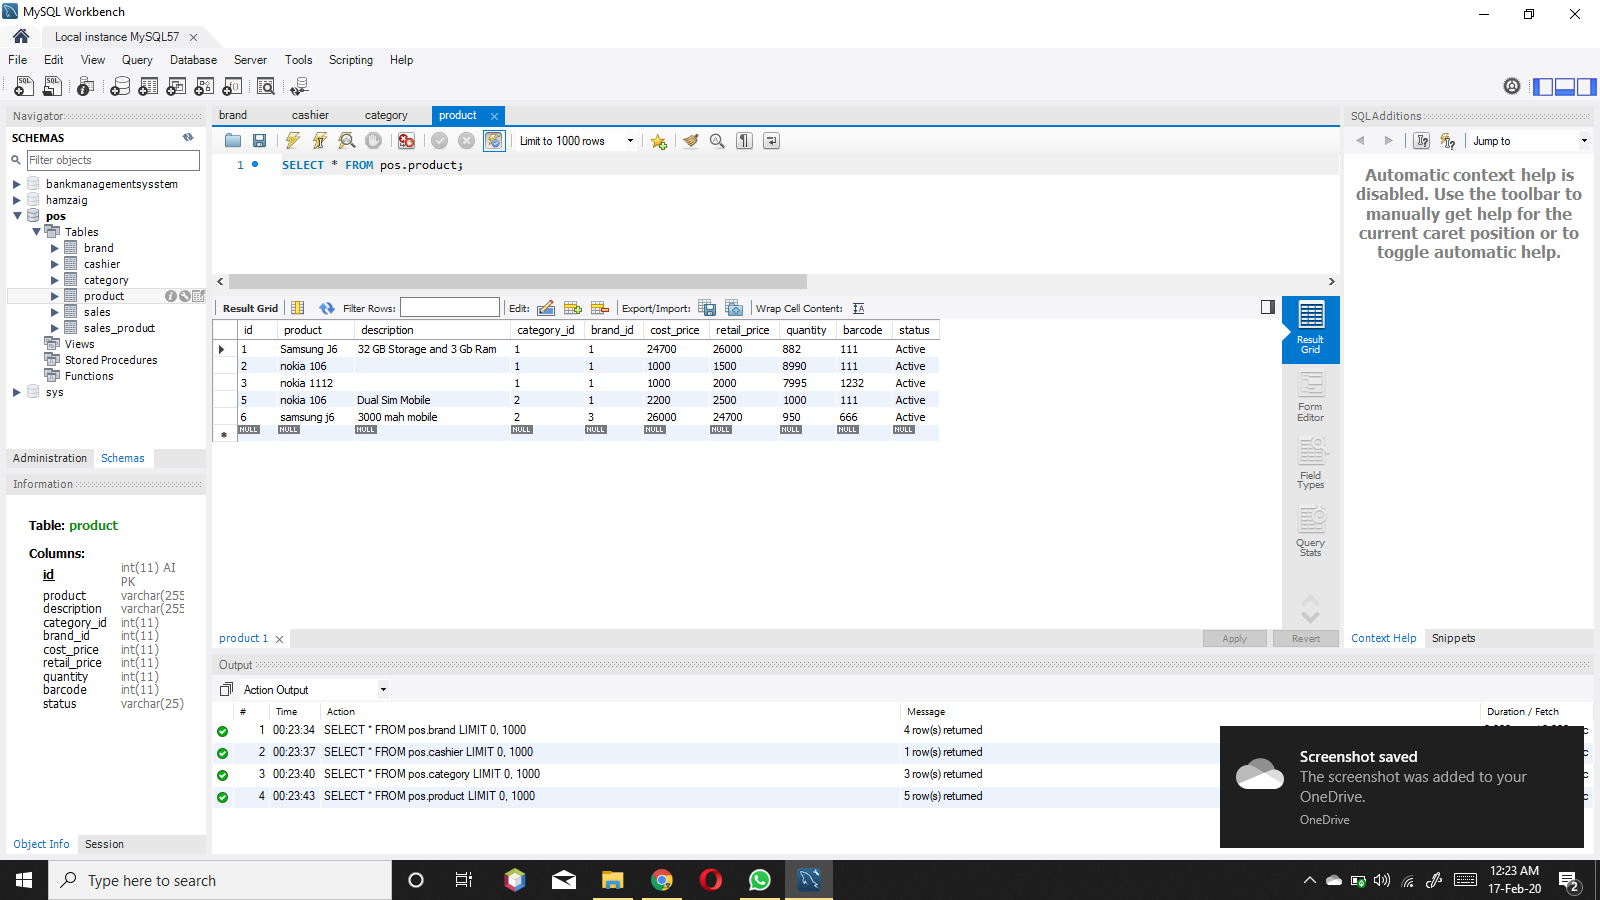 MySQL Workbench
Local instance MySQL57
File Edit View Query Database Server Tools Scripting Help
Navigator
SCHEMAS
Filter objects
bankmanagementsysstem
hamzaig
pos
Tables
brand
cashier
category
product
sales
sales_product
Views
Stored Procedures
Functions
sys
Administration Schemas
Information
Table: product
Columns:
id int(11) AI PK
product varchar(255
description varchar(255
category_id int(11)
brand_id int(11)
cost_price int(11)
retail_price int(11)
quantity int(11)
barcode int(11)
status varchar(25)
Object Info Session
brand cashier category product
Limit to 1000 rows
1 SELECT * FROM pos.product;
Result Grid Filter Rows: Edit: Export/Import: Wrap Cell Content:
id product description category_id brand_id cost_price retail_price quantity barcode status
1 Samsung J6 32 GB Storage and 3 Gb Ram 1 1 24700 26000 882 111 Active
2 nokia 106 1 1 1000 1500 8990 111 Active
3 nokia 1112 1 1 1000 2000 7995 1232 Active
5 nokia 106 Dual Sim Mobile 2 1 2200 2500 1000 111 Active
6 samsung j6 3000 mah mobile 2 3 26000 24700 950 666 Active
NULL NULL NULL NULL NULL NULL NULL NULL NULL NULL
Result Grid
Form Editor
Field Types
Query Stats
product 1 Apply Revert
SQLAdditions
Jump to
Automatic context help is
disabled. Use the toolbar to
manually get help for the
current caret position or to
toggle automatic help.
Context Help Snippets
Output
Action Output
# Time Action Message Duration / Fetch
1 00:23:34 SELECT * FROM pos.brand LIMIT 0, 1000 4 row(s) returned
2 00:23:37 SELECT * FROM pos.cashier LIMIT 0, 1000 1 row(s) returned
3 00:23:40 SELECT * FROM pos.category LIMIT 0, 1000 3 row(s) returned
4 00:23:43 SELECT * FROM pos.product LIMIT 0, 1000 5 row(s) returned
Screenshot saved
The screenshot was added to your
OneDrive.
OneDrive
Type here to search
12:23 AM
17-Feb-20
2